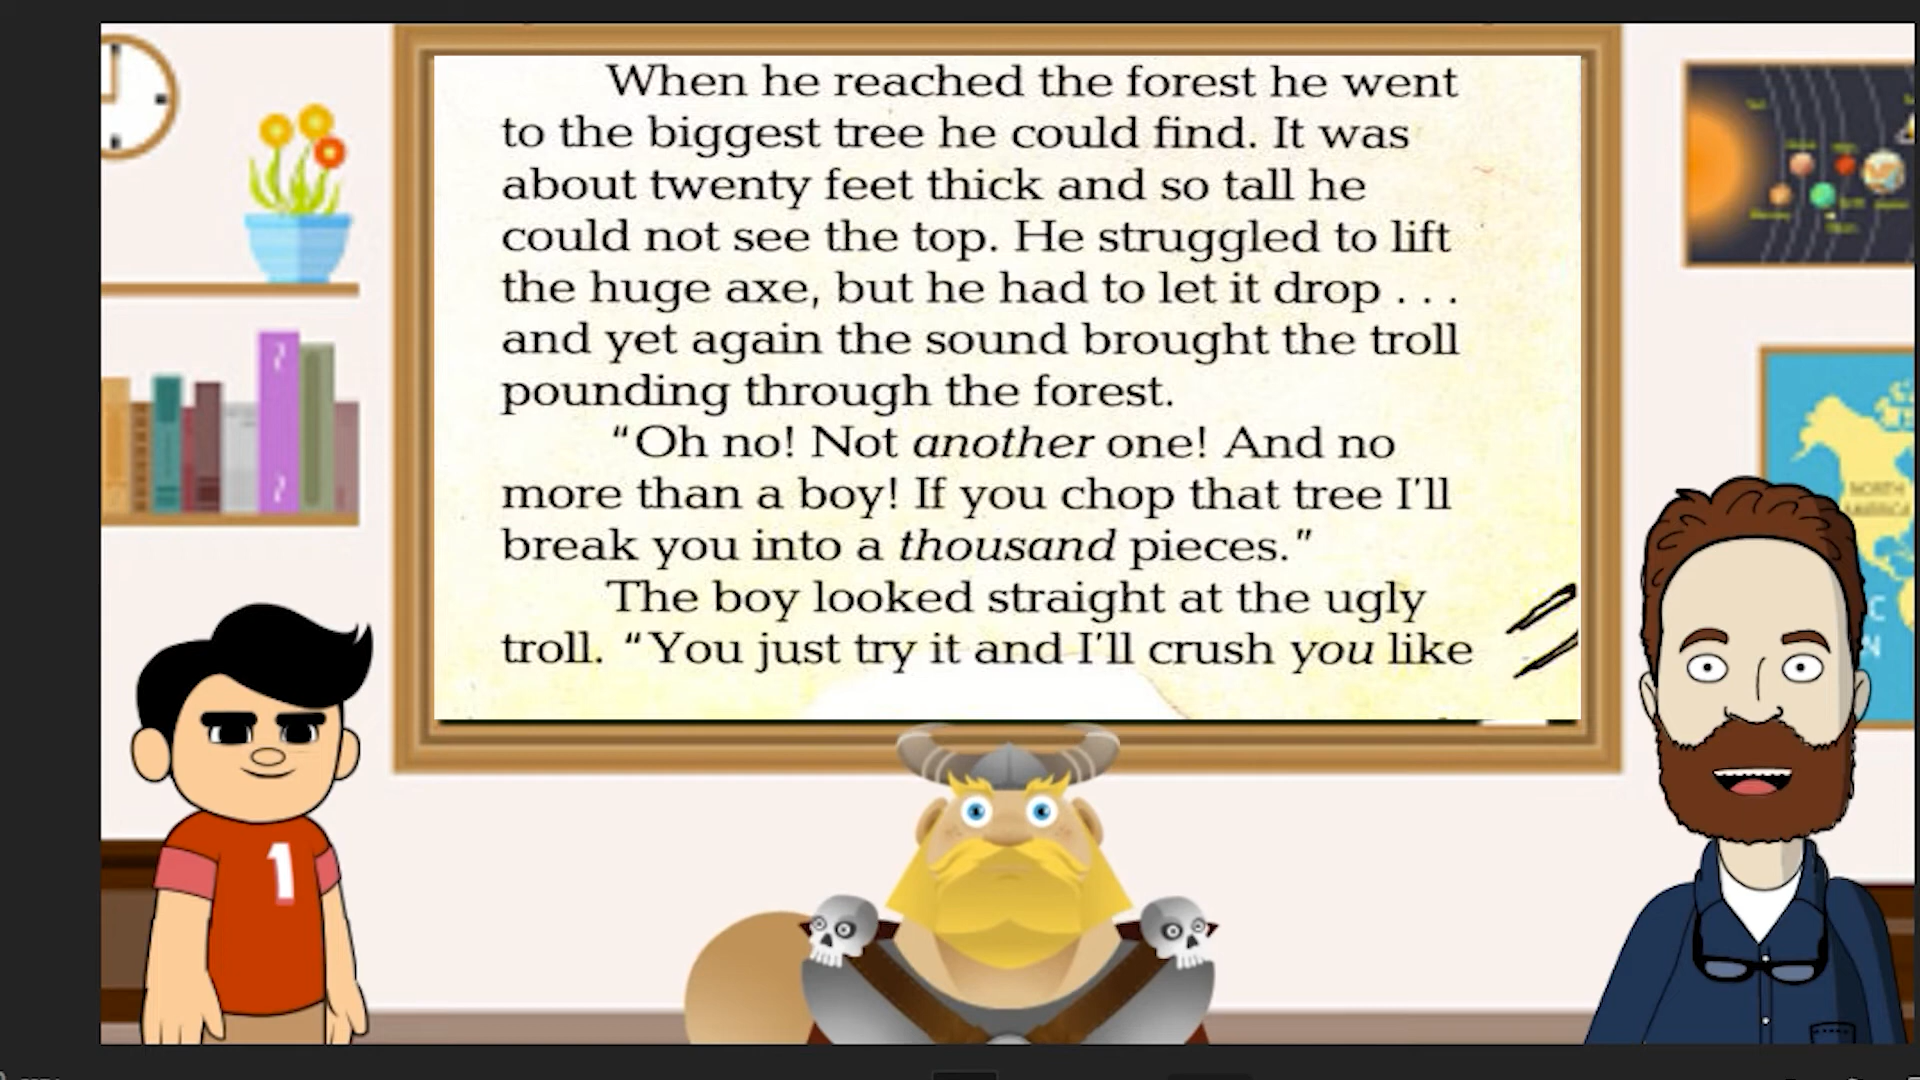 When he reached the forest he went
to the biggest tree he could find. It was
about twenty feet thick and so tall he
could not see the top. He struggled to lift
the huge axe, but he had to let it drop . . .
and yet again the sound brought the troll
pounding through the forest.
“Oh no! Not another one! And no
more than a boy! If you chop that tree I’ll
break you into a thousand pieces.”
The boy looked straight at the ugly
troll. “You just try it and I’ll crush you like
NORTH
AMERICA
1